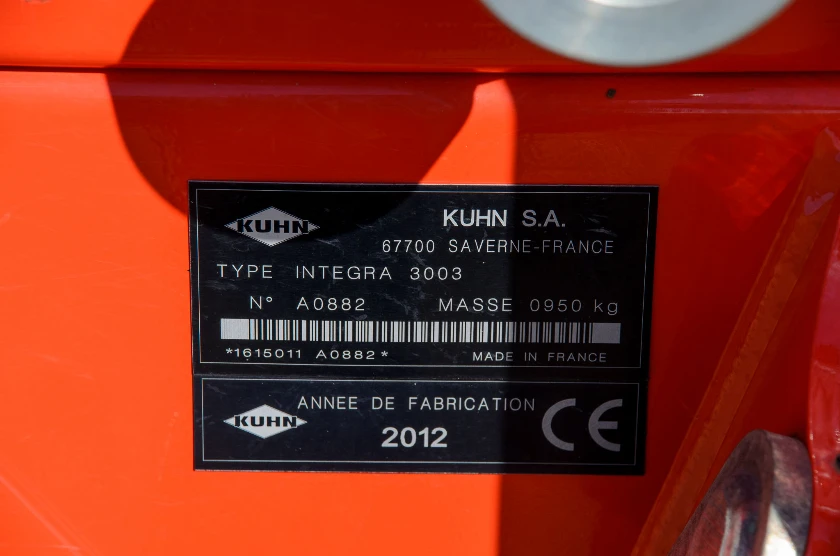 KUHN
KUHN S.A.
67700 SAVERNE-FRANCE
TYPE INTEGRA 3003
N° A0882 MASSE 0950 kg
*1615011 A0882* MADE IN FRANCE
KUHN
ANNEE DE FABRICATION
2012
CE